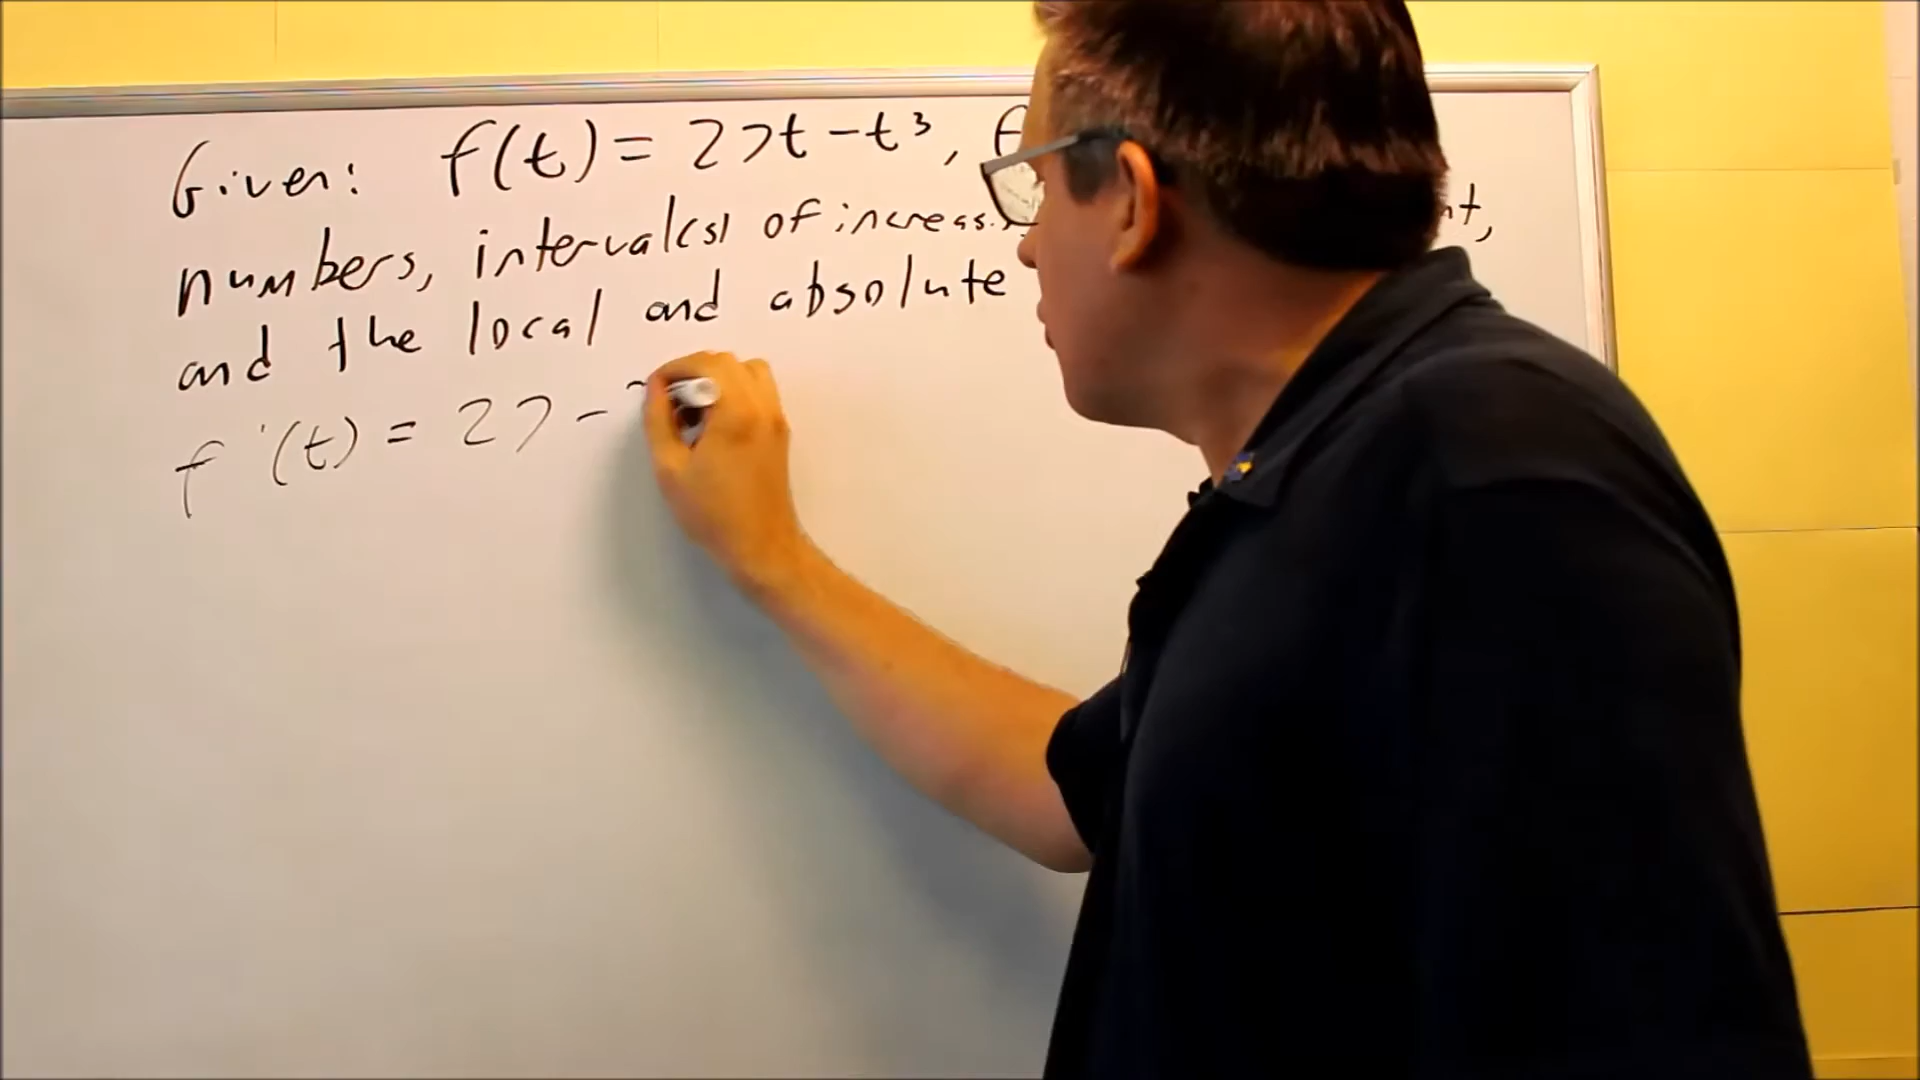 Given: f(t) = 27t - t³, f
numbers, interval(s) of increas
and the local and absolute
f '(t) = 27 -